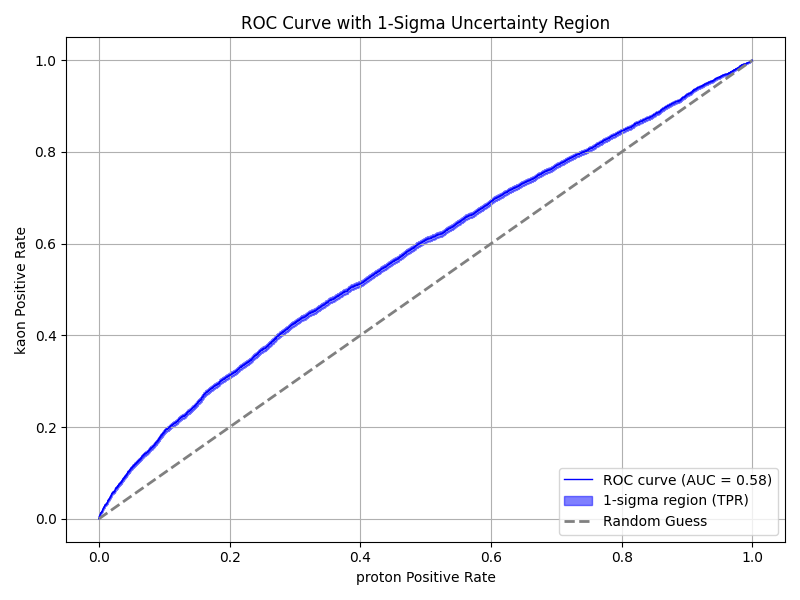 ROC Curve with 1-Sigma Uncertainty Region
1.0
0.8
0.6
0.4
0.2
0.0
kaon Positive Rate
0.0 0.2 0.4 0.6 0.8 1.0
proton Positive Rate
ROC curve (AUC = 0.58)
1-sigma region (TPR)
Random Guess